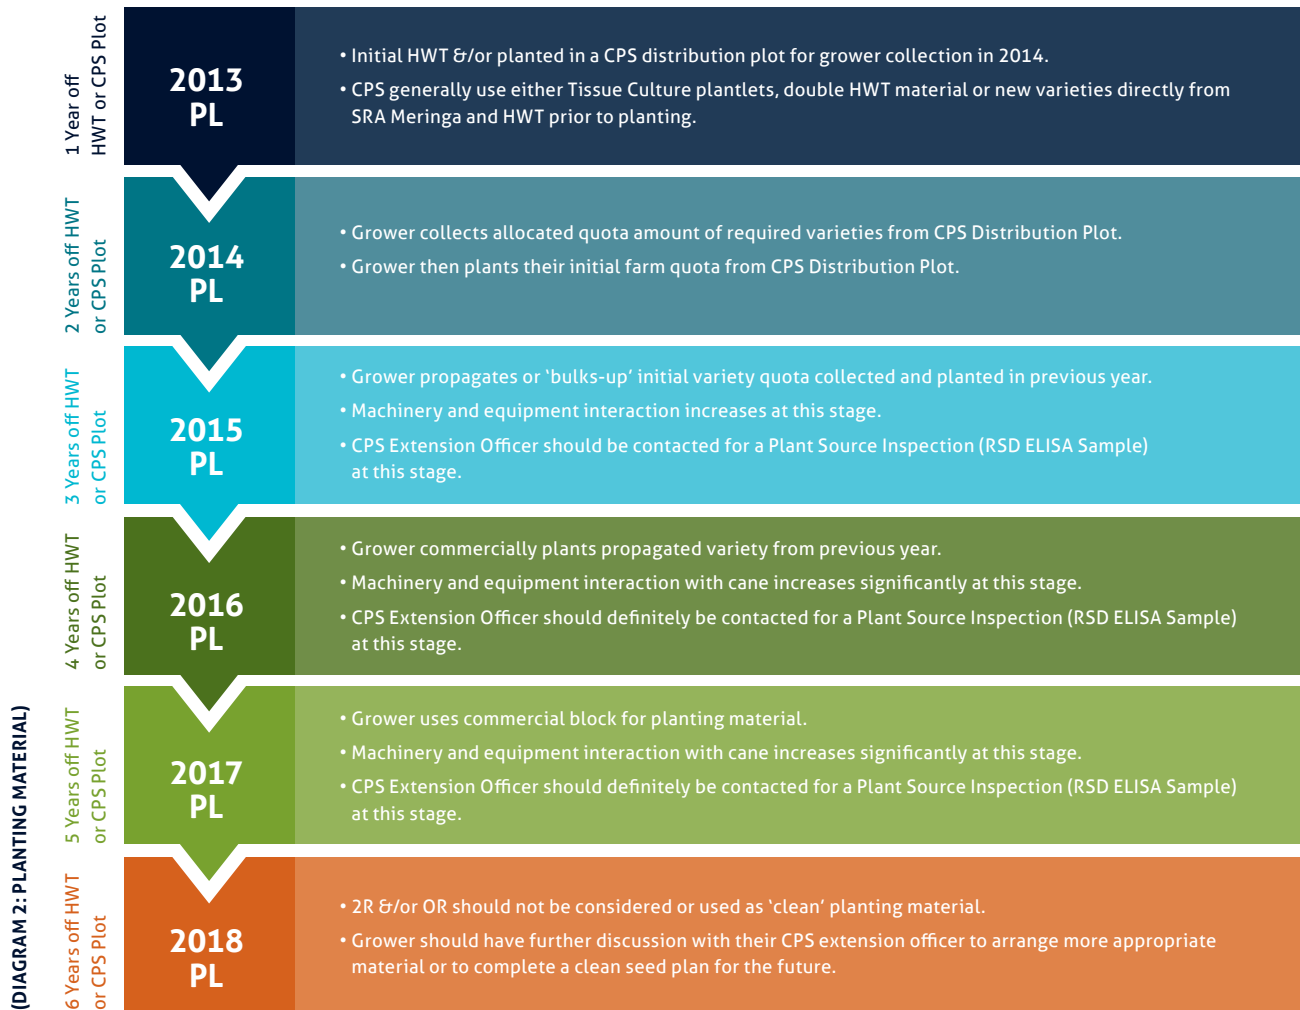 1 Year off
HWT or CPS Plot
2013
PL
• Initial HWT &/or planted in a CPS distribution plot for grower collection in 2014.
• CPS generally use either Tissue Culture plantlets, double HWT material or new varieties directly from
SRA Meringa and HWT prior to planting.
2 Years off HWT
or CPS Plot
2014
PL
• Grower collects allocated quota amount of required varieties from CPS Distribution Plot.
• Grower then plants their initial farm quota from CPS Distribution Plot.
3 Years off HWT
or CPS Plot
2015
PL
• Grower propagates or ‘bulks-up’ initial variety quota collected and planted in previous year.
• Machinery and equipment interaction increases at this stage.
• CPS Extension Officer should be contacted for a Plant Source Inspection (RSD ELISA Sample)
at this stage.
4 Years off HWT
or CPS Plot
2016
PL
• Grower commercially plants propagated variety from previous year.
• Machinery and equipment interaction with cane increases significantly at this stage.
• CPS Extension Officer should definitely be contacted for a Plant Source Inspection (RSD ELISA Sample)
at this stage.
5 Years off HWT
or CPS Plot
2017
PL
• Grower uses commercial block for planting material.
• Machinery and equipment interaction with cane increases significantly at this stage.
• CPS Extension Officer should definitely be contacted for a Plant Source Inspection (RSD ELISA Sample)
at this stage.
6 Years off HWT
or CPS Plot
2018
PL
• 2R &/or OR should not be considered or used as ‘clean’ planting material.
• Grower should have further discussion with their CPS extension officer to arrange more appropriate
material or to complete a clean seed plan for the future.
(DIAGRAM 2: PLANTING MATERIAL)